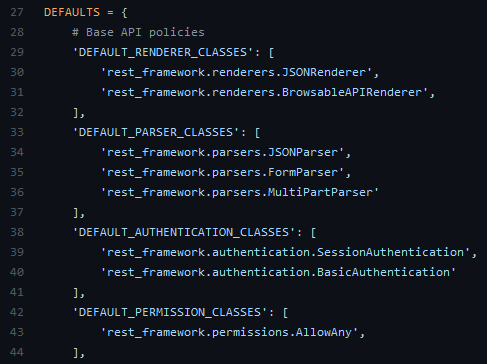 27 DEFAULTS = {
28     # Base API policies
29     'DEFAULT_RENDERER_CLASSES': [
30         'rest_framework.renderers.JSONRenderer',
31         'rest_framework.renderers.BrowsableAPIRenderer',
32     ],
33     'DEFAULT_PARSER_CLASSES': [
34         'rest_framework.parsers.JSONParser',
35         'rest_framework.parsers.FormParser',
36         'rest_framework.parsers.MultiPartParser'
37     ],
38     'DEFAULT_AUTHENTICATION_CLASSES': [
39         'rest_framework.authentication.SessionAuthentication',
40         'rest_framework.authentication.BasicAuthentication'
41     ],
42     'DEFAULT_PERMISSION_CLASSES': [
43         'rest_framework.permissions.AllowAny',
44     ],